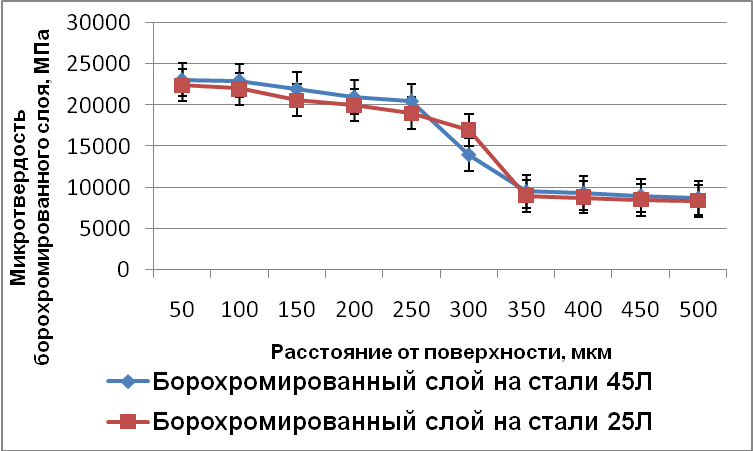 30000
25000
20000
15000
10000
5000
0
Микротвердость
борохромированного слоя, МПа
50 100 150 200 250 300 350 400 450 500
Расстояние от поверхности, мкм
Борохромированный слой на стали 45Л
Борохромированный слой на стали 25Л